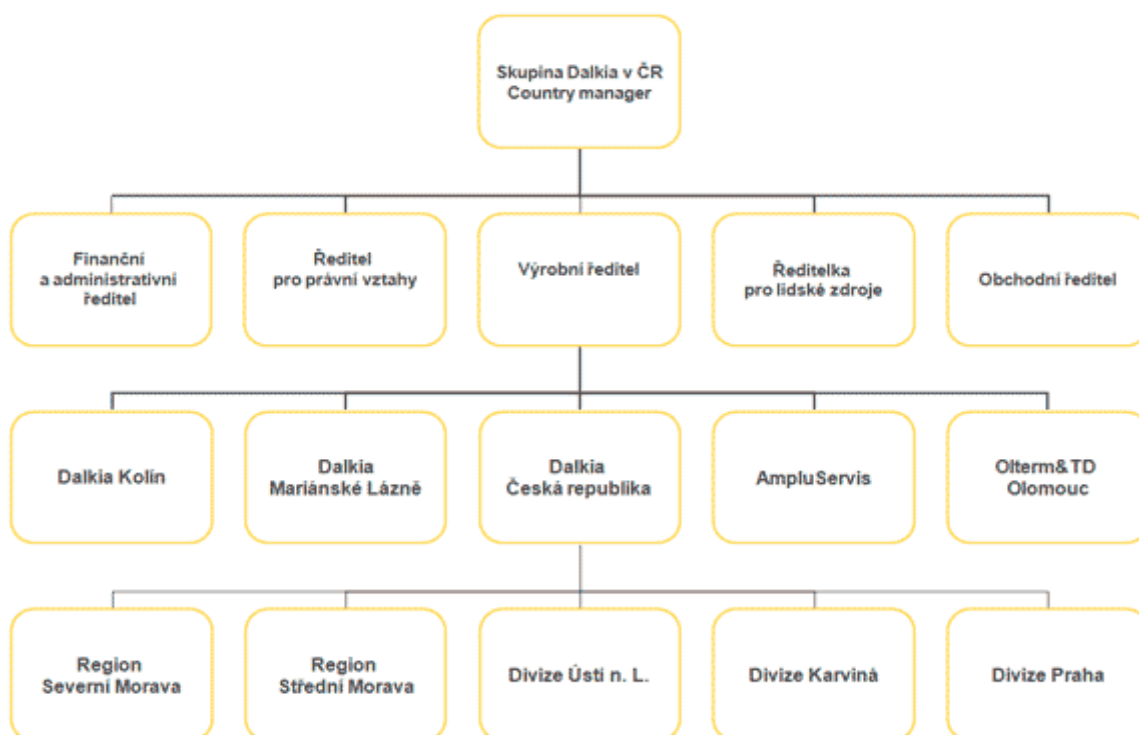 Skupina Dalkia v ČR
Country manager
Finanční
a administrativní
ředitel
Ředitel
pro právní vztahy
Výrobní ředitel
Ředitelka
pro lidské zdroje
Obchodní ředitel
Dalkia Kolín
Dalkia
Mariánské Lázně
Dalkia
Česká republika
AmpluServis
Olterm&TD
Olomouc
Region
Severní Morava
Region
Střední Morava
Divize Ústí n. L.
Divize Karviná
Divize Praha